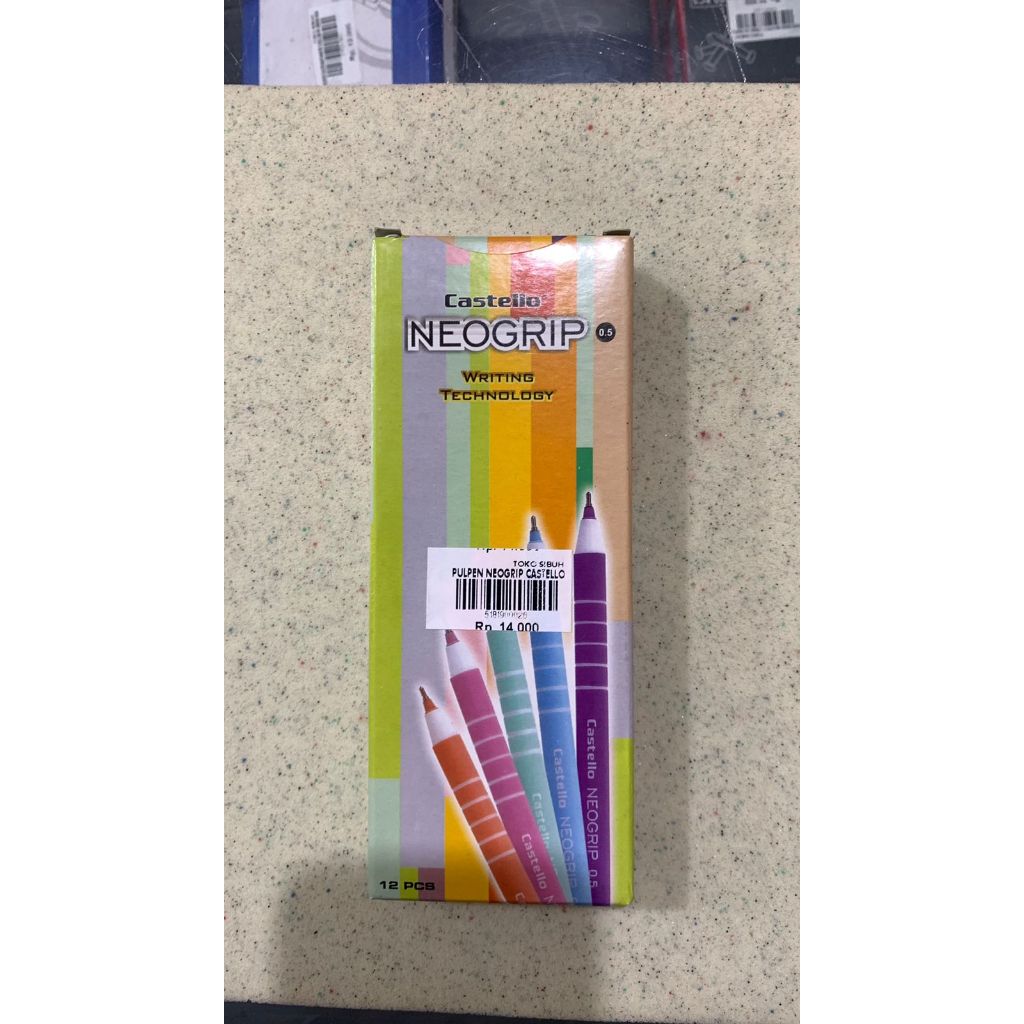 Castello
NEOGRIP 0.5
WRITING
TECHNOLOGY
TOKO SIBUH
PULPEN NEOGRIP CASTELLO
Rp. 14,000
Castello NEOGRIP 0.5
Castello NEOGRIP
Castello
Castello
12 PCS